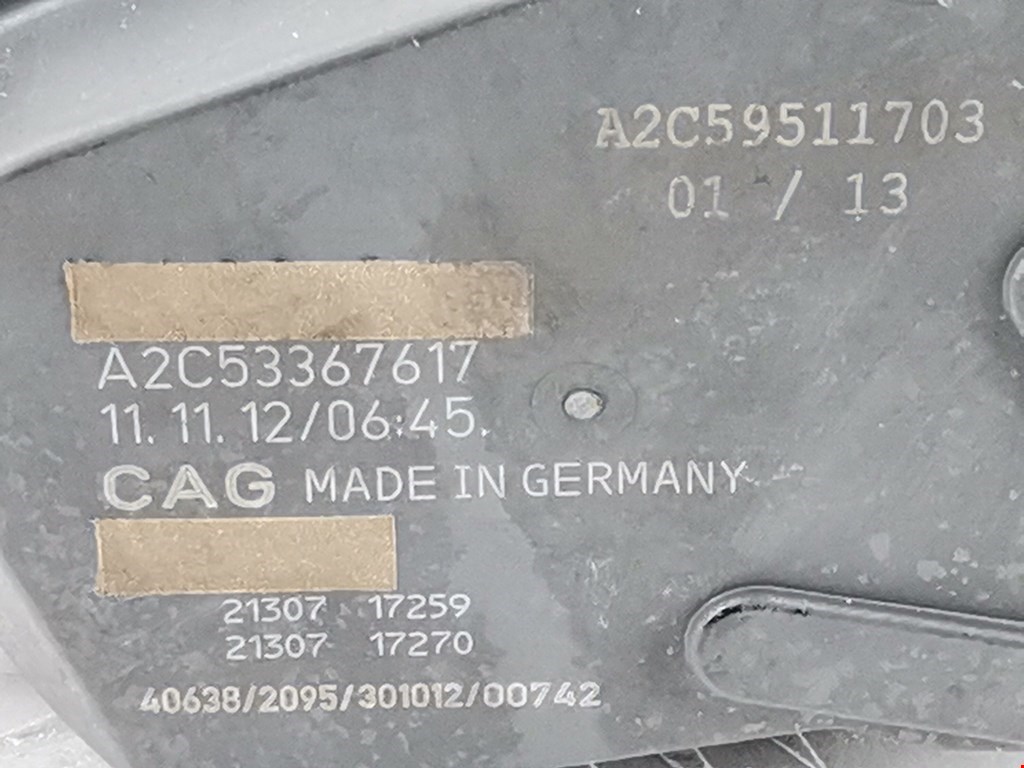 A2C59511703
01 / 13
A2C53367617
11. 11. 12/06:45.
CAG MADE IN GERMANY
21307 17259
21307 17270
40638/2095/301012/00742